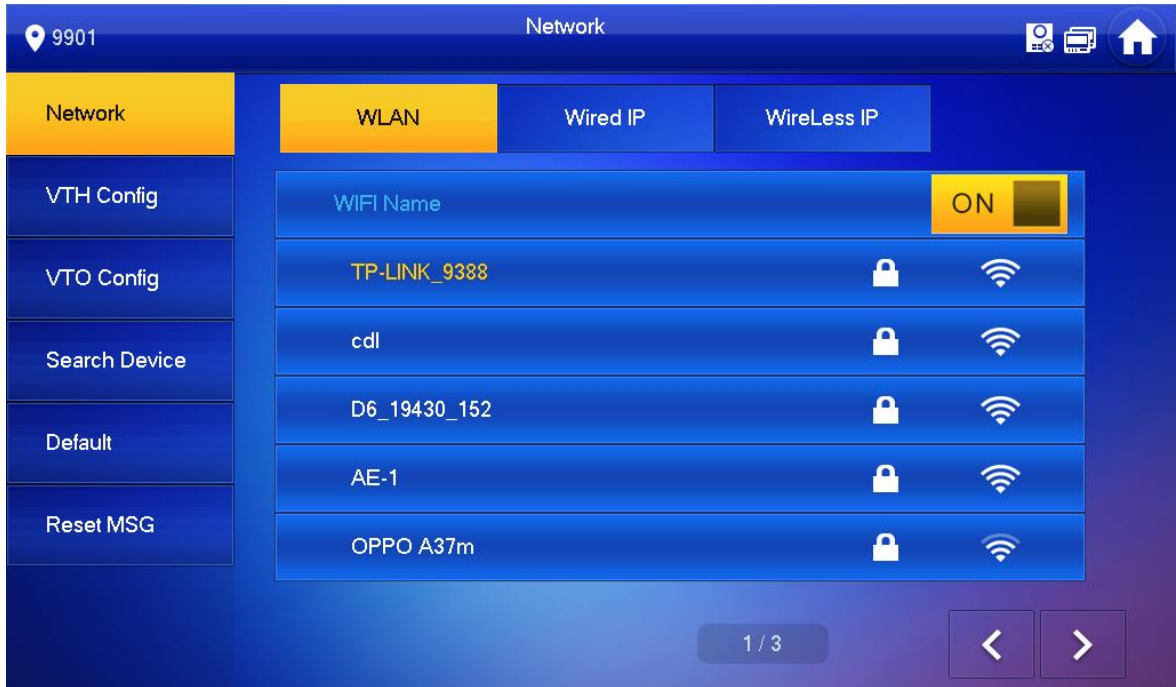 9901
Network
Network
VTH Config
VTO Config
Search Device
Default
Reset MSG
WLAN
Wired IP
WireLess IP
WIFI Name
ON
TP-LINK_9388
cdl
D6_19430_152
AE-1
OPPO A37m
1 / 3